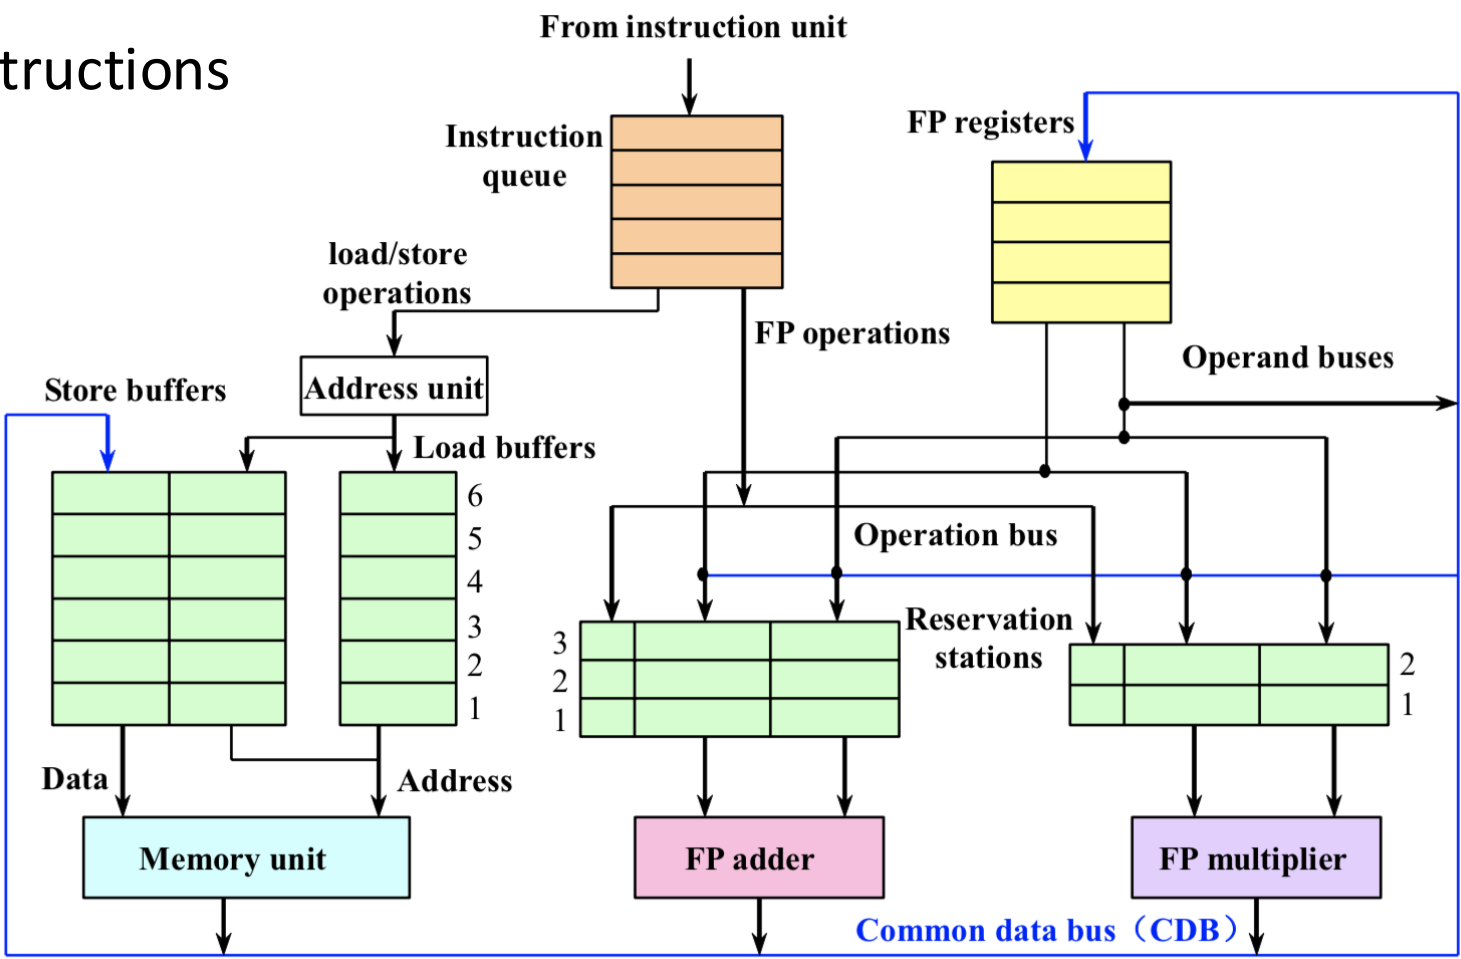 From instruction unit
tructions
Instruction
queue
FP registers
load/store
operations
FP operations
Operand buses
Store buffers
Address unit
Load buffers
6
5
4
3
2
1
Operation bus
3
2
1
Reservation
stations
2
1
Data
Address
Memory unit
FP adder
FP multiplier
Common data bus（CDB）